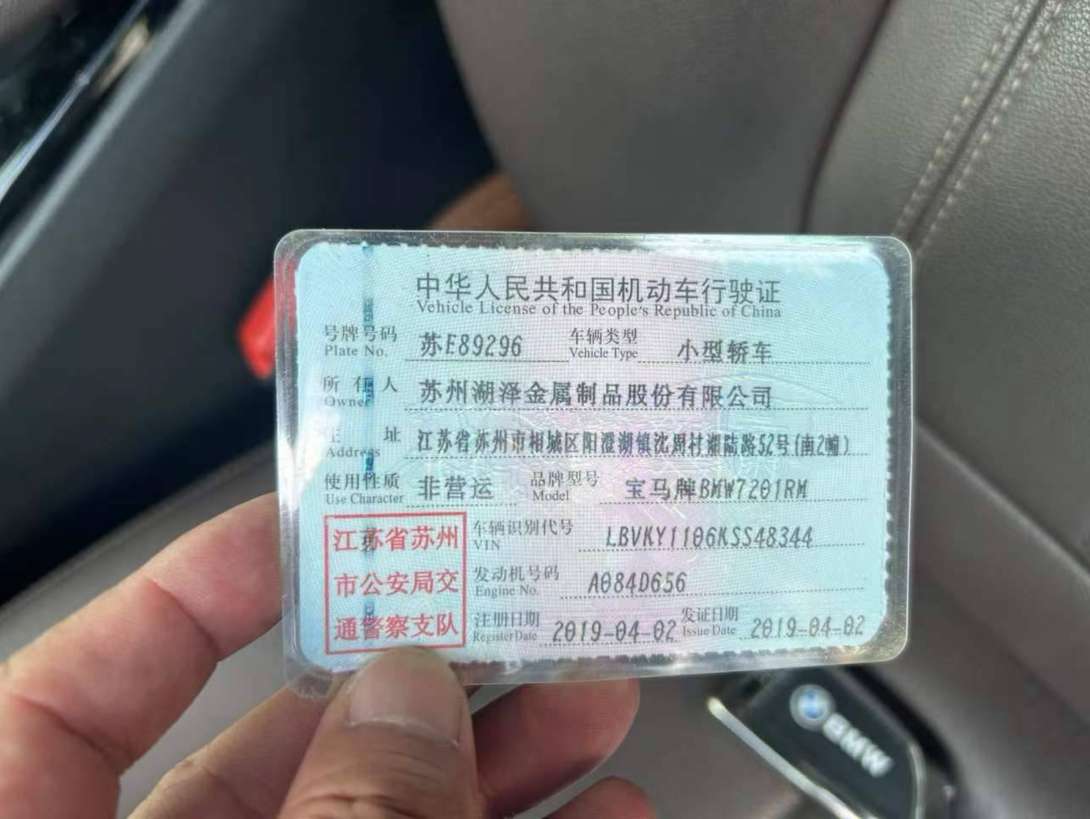 中华人民共和国机动车行驶证
Vehicle License of the People's Republic of China
号牌号码 苏E89296 车辆类型 小型轿车
Plate No. Vehicle Type
所有人 苏州湖泽金属制品股份有限公司
Owner
住址 江苏省苏州市相城区阳澄湖镇沈周村湘陆路52号(南2幢)
Address
使用性质 非营运 品牌型号 宝马牌BMW7201RM
Use Character Model
江苏省苏州 车辆识别代号 LBVKY1106KSS48344
VIN
市公安局交 发动机号码 A084D656
Engine No.
通警察支队 注册日期 2019-04-02 发证日期 2019-04-02
Register Date Issue Date
BMW